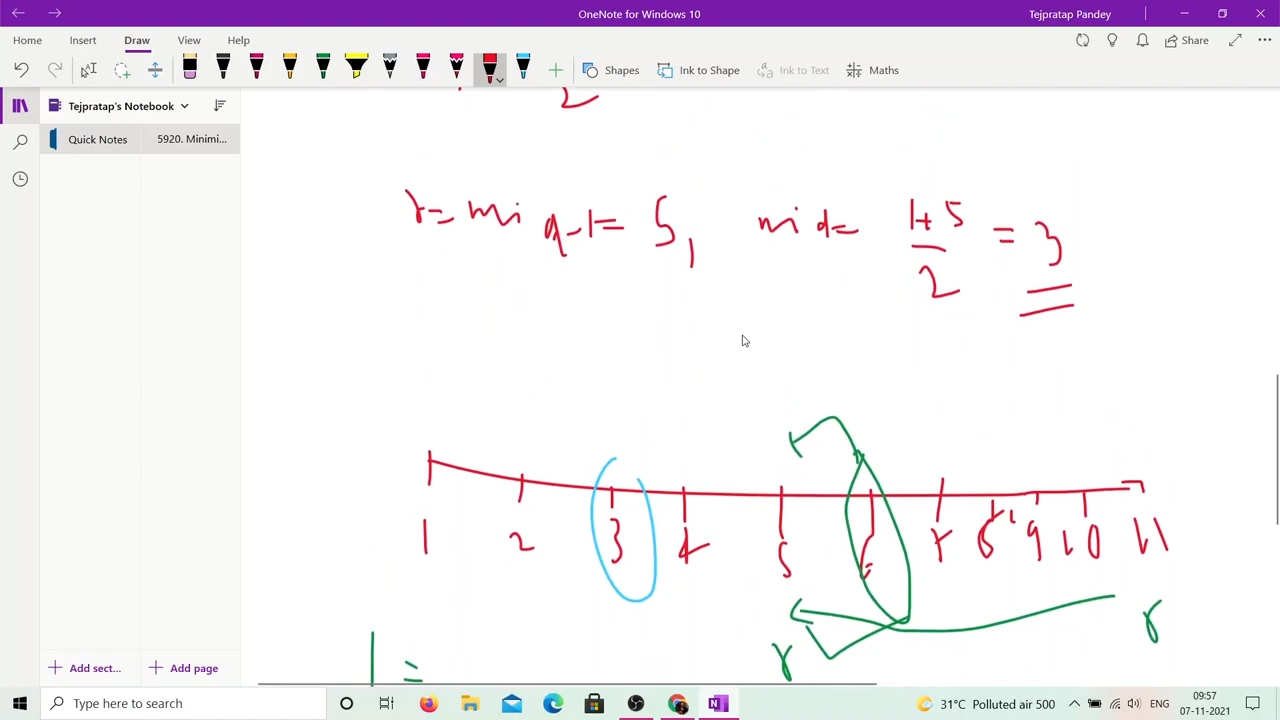 OneNote for Windows 10
Tejpratap Pandey
Home Insert Draw View Help
Share
Shapes Ink to Shape Ink to Text Maths
Tejpratap's Notebook
Quick Notes
5920. Minimi...
2
r= mi d-1= 5, mid= 1+5 = 3
2
1 2 3 4 5 6 7 8 9 10 11
r
r
l =
Add sect... Add page
Type here to search
31°C Polluted air 500
ENG
09:57
07-11-2021